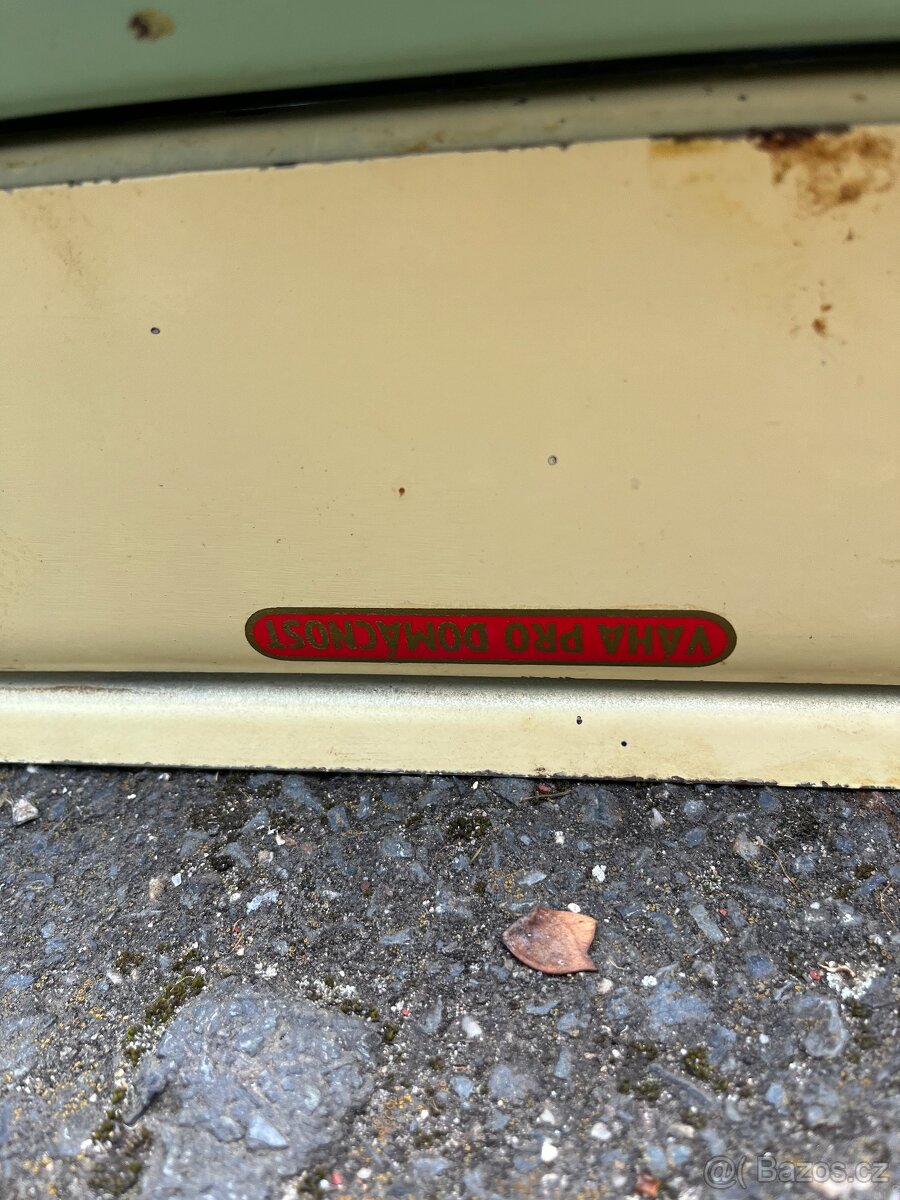 VÁHA PRO DOMÁCNOST
@( Bazos.cz